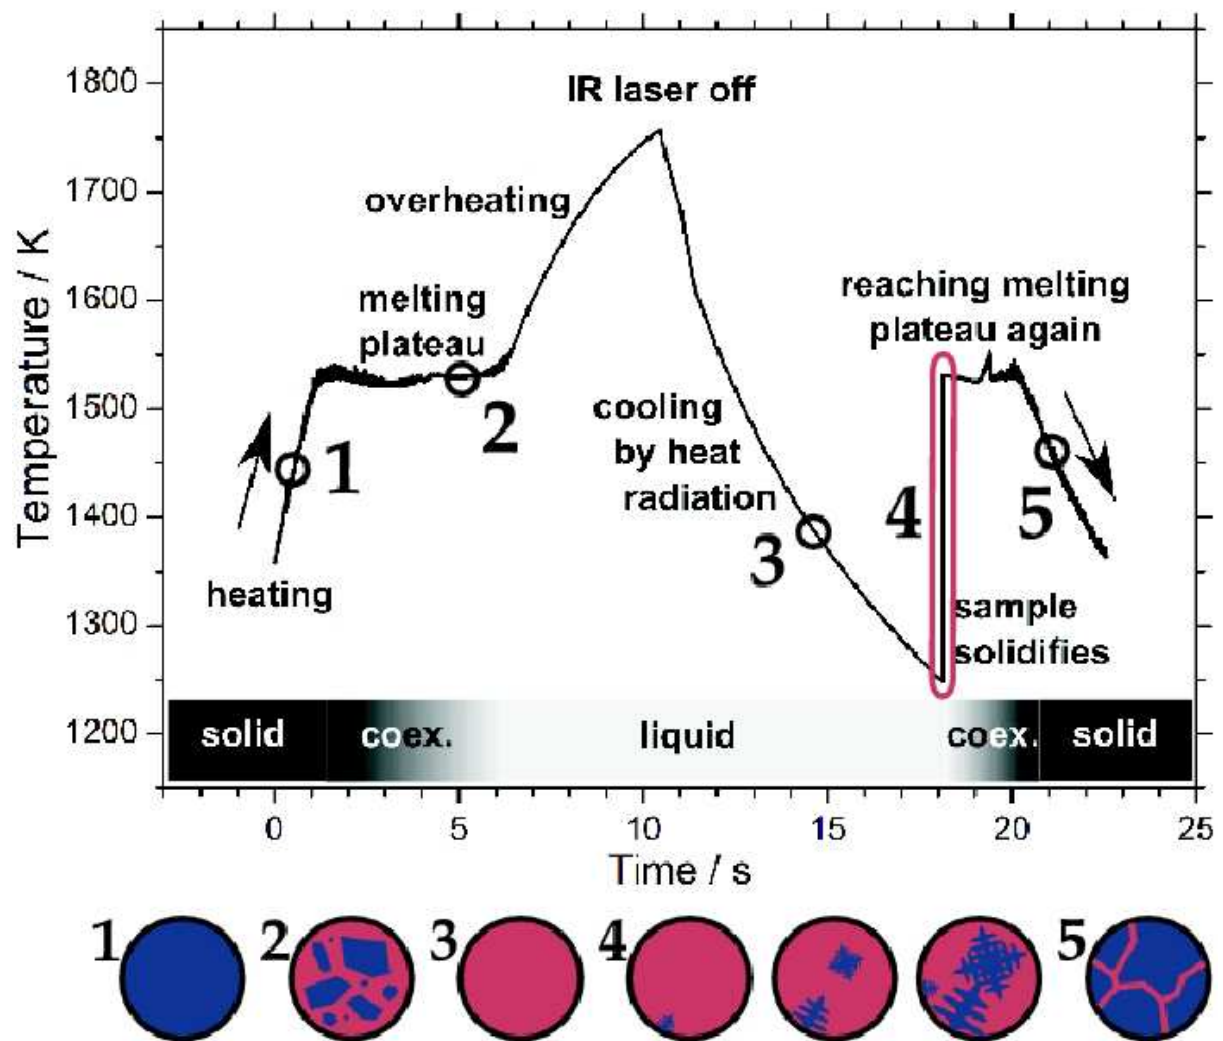 1800
1700
1600
1500
1400
1300
1200
Temperature / K
IR laser off
overheating
melting
plateau
reaching melting
plateau again
cooling
by heat
radiation
heating
sample
solidifies
1
2
3
4
5
solid
coex.
liquid
coex.
solid
0
5
10
15
20
25
Time / s
1
2
3
4
5